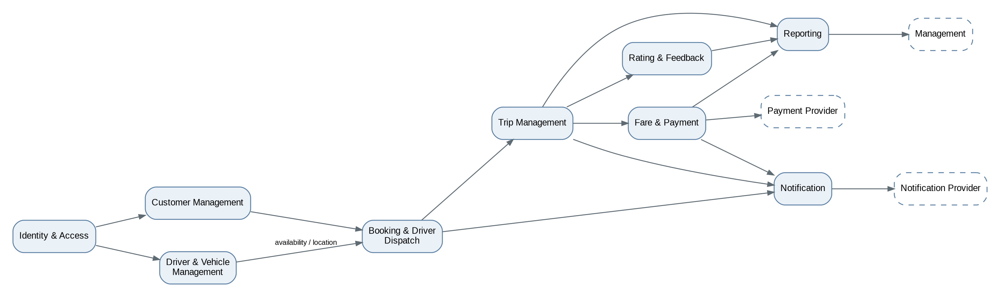 Reporting
Management
Rating & Feedback
Payment Provider
Trip Management
Fare & Payment
Notification
Notification Provider
Customer Management
Identity & Access
Booking & Driver
Dispatch
availability / location
Driver & Vehicle
Management